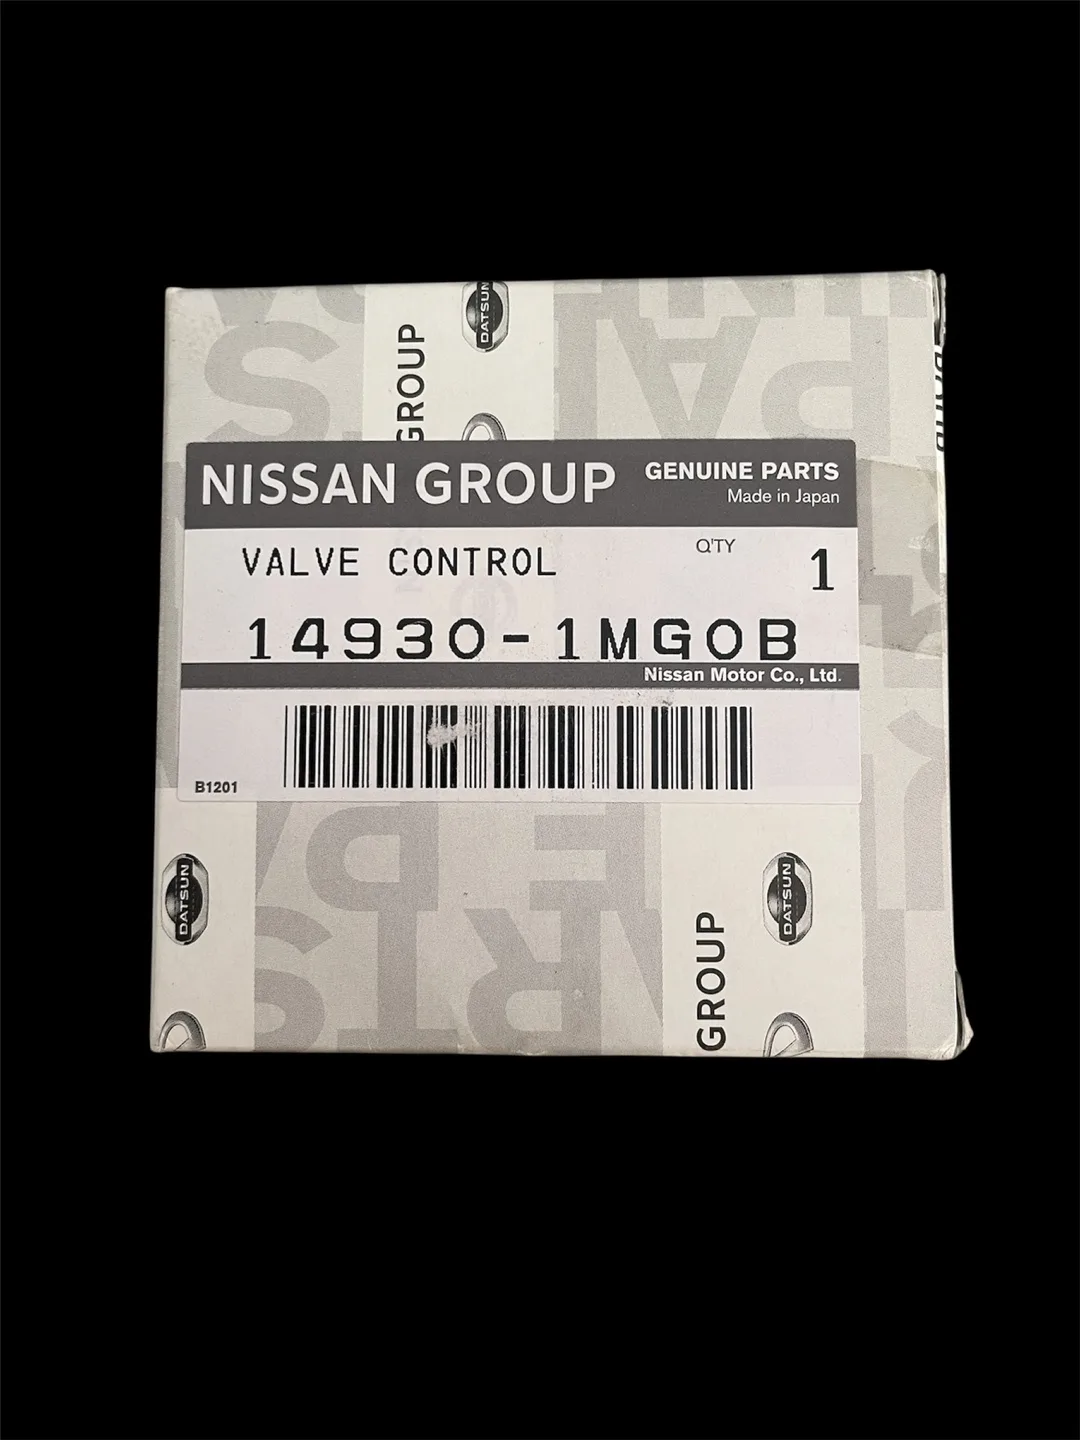 DATSUN
GROUP
NISSAN GROUP
GENUINE PARTS
Made in Japan
VALVE CONTROL
Q'TY
1
14930-1MG0B
Nissan Motor Co., Ltd.
B1201
DATSUN
DATSUN
GROUP